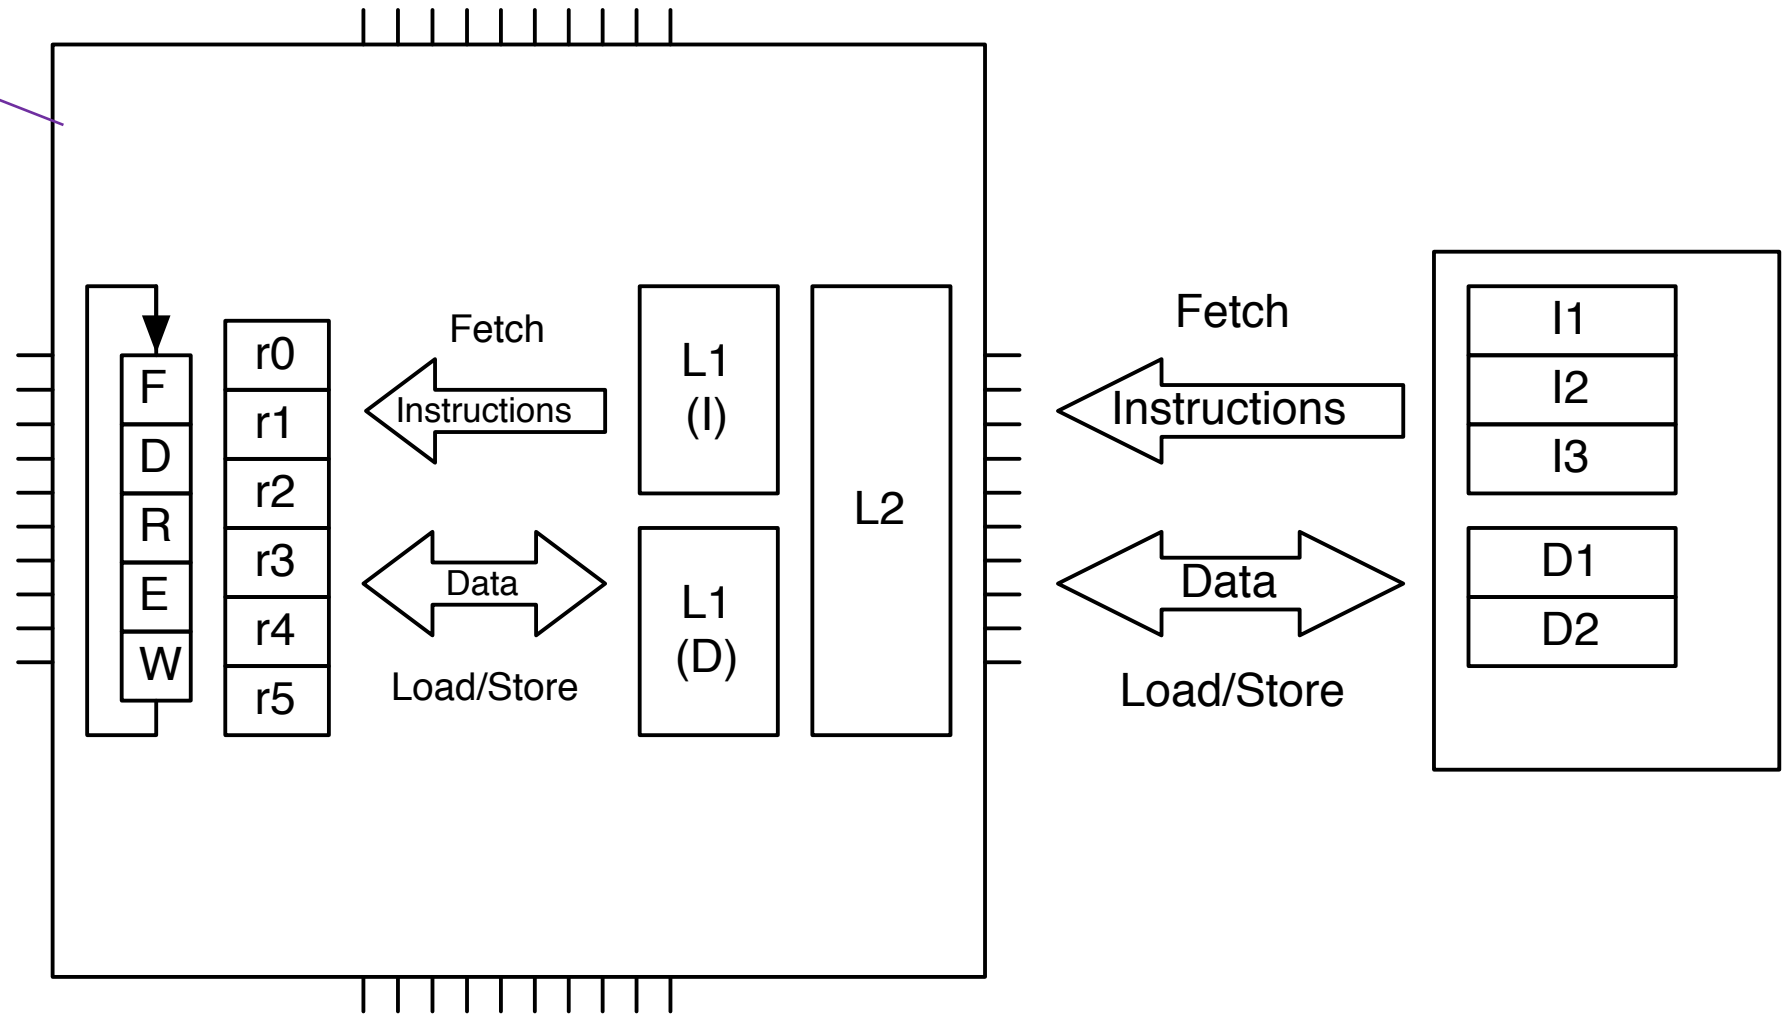 F
D
R
E
W
r0
r1
r2
r3
r4
r5
Fetch
Instructions
Data
Load/Store
L1
(I)
L1
(D)
L2
Fetch
Instructions
Data
Load/Store
I1
I2
I3
D1
D2